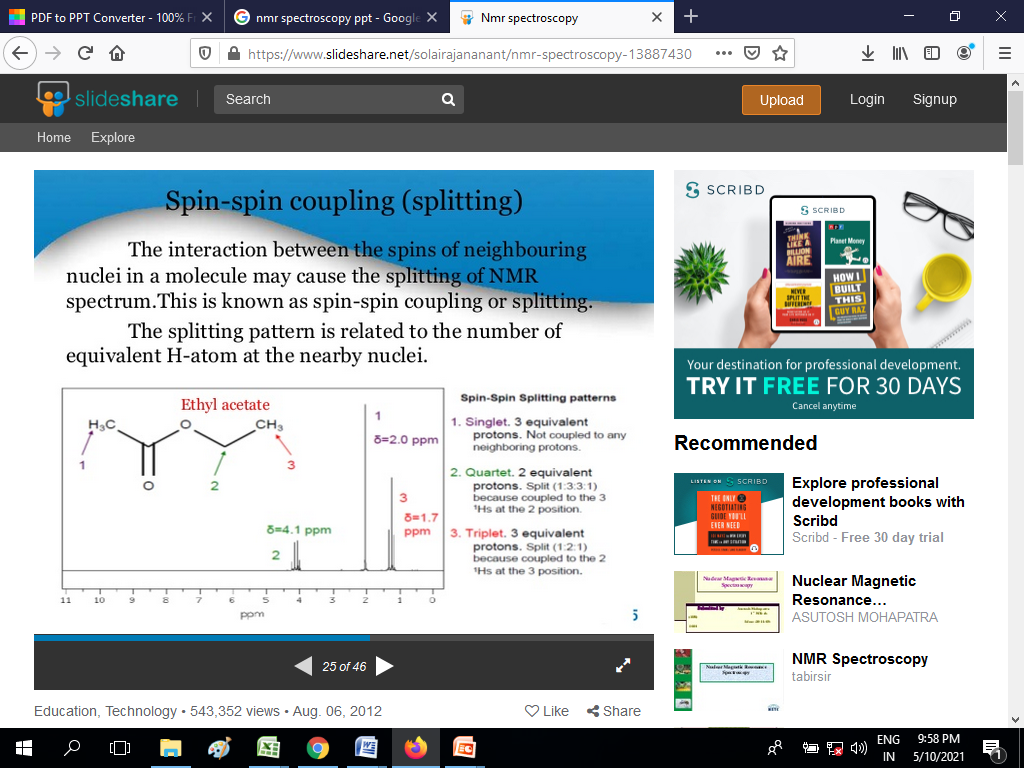 PDF to PPT Converter - 100% Fr
nmr spectroscopy ppt - Google
Nmr spectroscopy
https://www.slideshare.net/solairajananant/nmr-spectroscopy-13887430
slideshare
Search
Upload
Login
Signup
Home
Explore
Spin-spin coupling (splitting)
The interaction between the spins of neighbouring
nuclei in a molecule may cause the splitting of NMR
spectrum.This is known as spin-spin coupling or splitting.
The splitting pattern is related to the number of
equivalent H-atom at the nearby nuclei.
Ethyl acetate
H₃C
O
CH₃
1
O
2
3
1
δ=2.0 ppm
3
δ=1.7
ppm
δ=4.1 ppm
2
11 10 9 8 7 6 5 4 3 2 1 0
ppm
Spin-Spin Splitting patterns
1. Singlet. 3 equivalent
protons. Not coupled to any
neighboring protons.
2. Quartet. 2 equivalent
protons. Split (1:3:3:1)
because coupled to the 3
¹Hs at the 2 position.
3. Triplet. 3 equivalent
protons. Split (1:2:1)
because coupled to the 2
¹Hs at the 3 position.
5
25 of 46
Education, Technology • 543,352 views • Aug. 06, 2012
Like
Share
SCRIBD
SCRIBD
THINK
LIKE A
BILLION
AIRE
Planet Money
NEVER
SPLIT THE
DIFFERENCE
HOW I
BUILT
THIS
GUY RAZ
Your destination for professional development.
TRY IT FREE FOR 30 DAYS
Cancel anytime
Recommended
LISTEN ON SCRIBD
THE ONLY
NEGOTIATING
GUIDE YOU'LL
EVER NEED
Explore professional
development books with
Scribd
Scribd - Free 30 day trial
Nuclear Magnetic Resonance
Spectroscopy
Submitted by
Nuclear Magnetic
Resonance…
ASUTOSH MOHAPATRA
Nuclear Magnetic Resonance
Spectroscopy
NMR Spectroscopy
tabirsir
ENG
IN
9:58 PM
5/10/2021
1